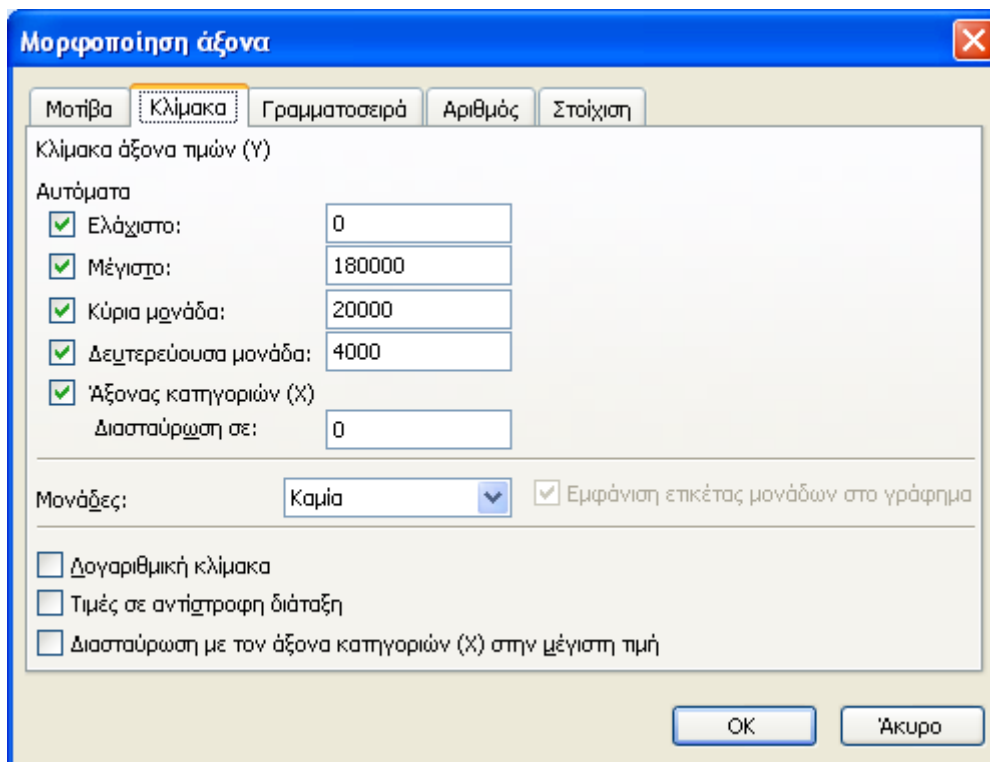 Μορφοποίηση άξονα
Μοτίβα Κλίμακα Γραμματοσειρά Αριθμός Στοίχιση
Κλίμακα άξονα τιμών (Y)
Αυτόματα
Ελάχιστο: 0
Μέγιστο: 180000
Κύρια μονάδα: 20000
Δευτερεύουσα μονάδα: 4000
Άξονας κατηγοριών (X)
Διασταύρωση σε: 0
Μονάδες: Καμία Εμφάνιση ετικέτας μονάδων στο γράφημα
Λογαριθμική κλίμακα
Τιμές σε αντίστροφη διάταξη
Διασταύρωση με τον άξονα κατηγοριών (X) στην μέγιστη τιμή
OK Άκυρο